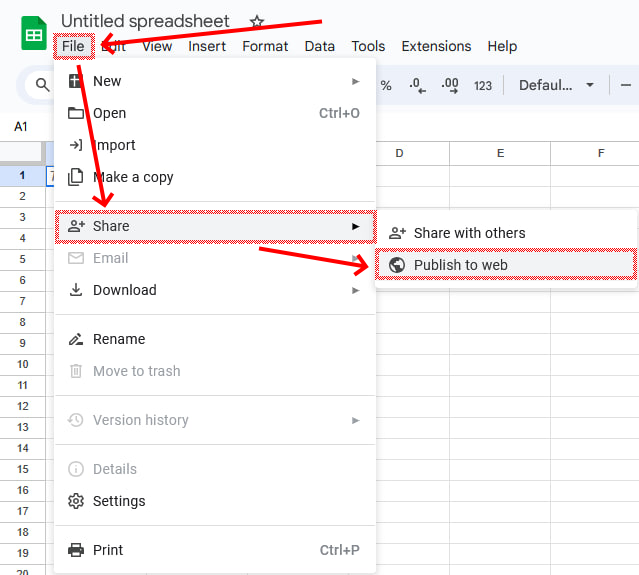 Untitled spreadsheet
File Edit View Insert Format Data Tools Extensions Help
% .0 .00 123 Defaul...
A1
New
Open Ctrl+O
Import
Make a copy
Share
Email
Download
Rename
Move to trash
Version history
Details
Settings
Print Ctrl+P
Share with others
Publish to web
D E F
1
2
3
4
5
6
7
8
9
10
11
12
13
14
15
16
17
18
19
20